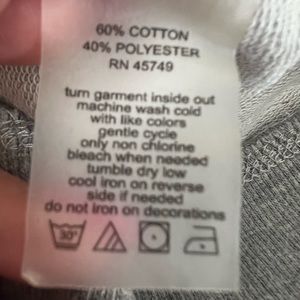 60% COTTON
40% POLYESTER
RN 45749
turn garment inside out
machine wash cold
with like colors
gentle cycle
only non chlorine
bleach when needed
tumble dry low
cool iron on reverse
side if needed
do not iron on decorations
30°